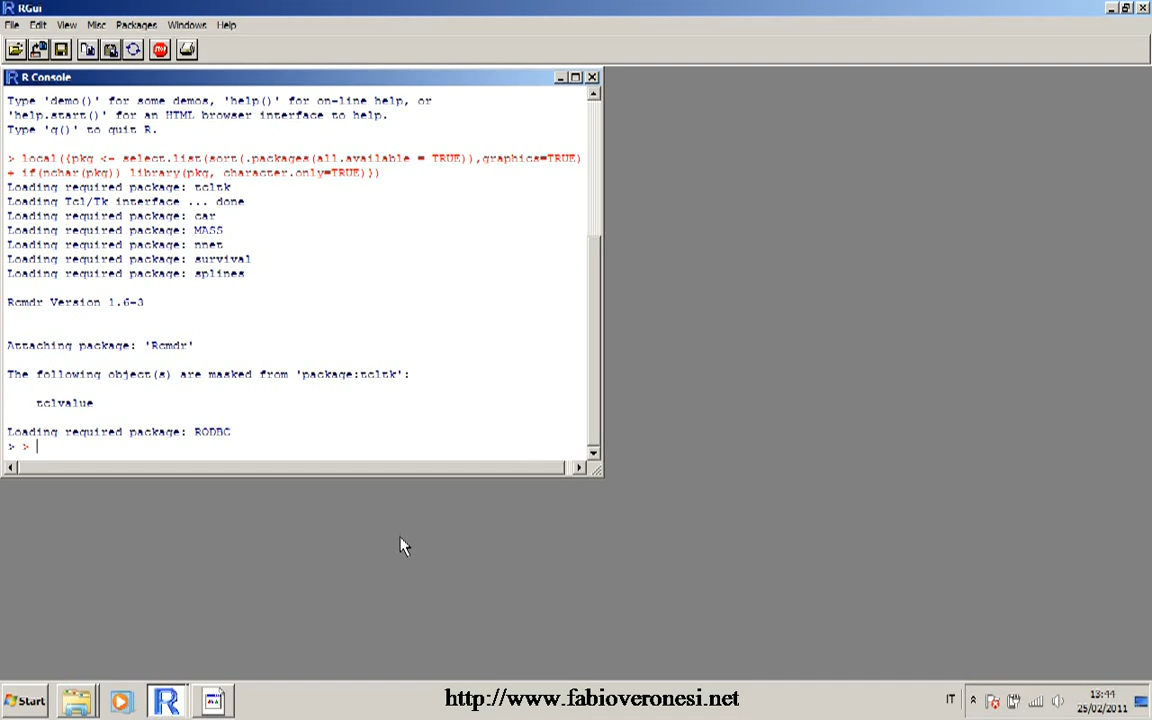 RGui
File Edit View Misc Packages Windows Help
STOP
R Console
Type 'demo()' for some demos, 'help()' for on-line help, or
'help.start()' for an HTML browser interface to help.
Type 'q()' to quit R.
> local({pkg <- select.list(sort(.packages(all.available = TRUE)),graphics=TRUE)
+ if(nchar(pkg)) library(pkg, character.only=TRUE)})
Loading required package: tcltk
Loading Tcl/Tk interface ... done
Loading required package: car
Loading required package: MASS
Loading required package: nnet
Loading required package: survival
Loading required package: splines
Rcmdr Version 1.6-3
Attaching package: 'Rcmdr'
The following object(s) are masked from 'package:tcltk':
tclvalue
Loading required package: RODBC
> >
Start
http://www.fabioveronesi.net
IT
13:44
25/02/2011